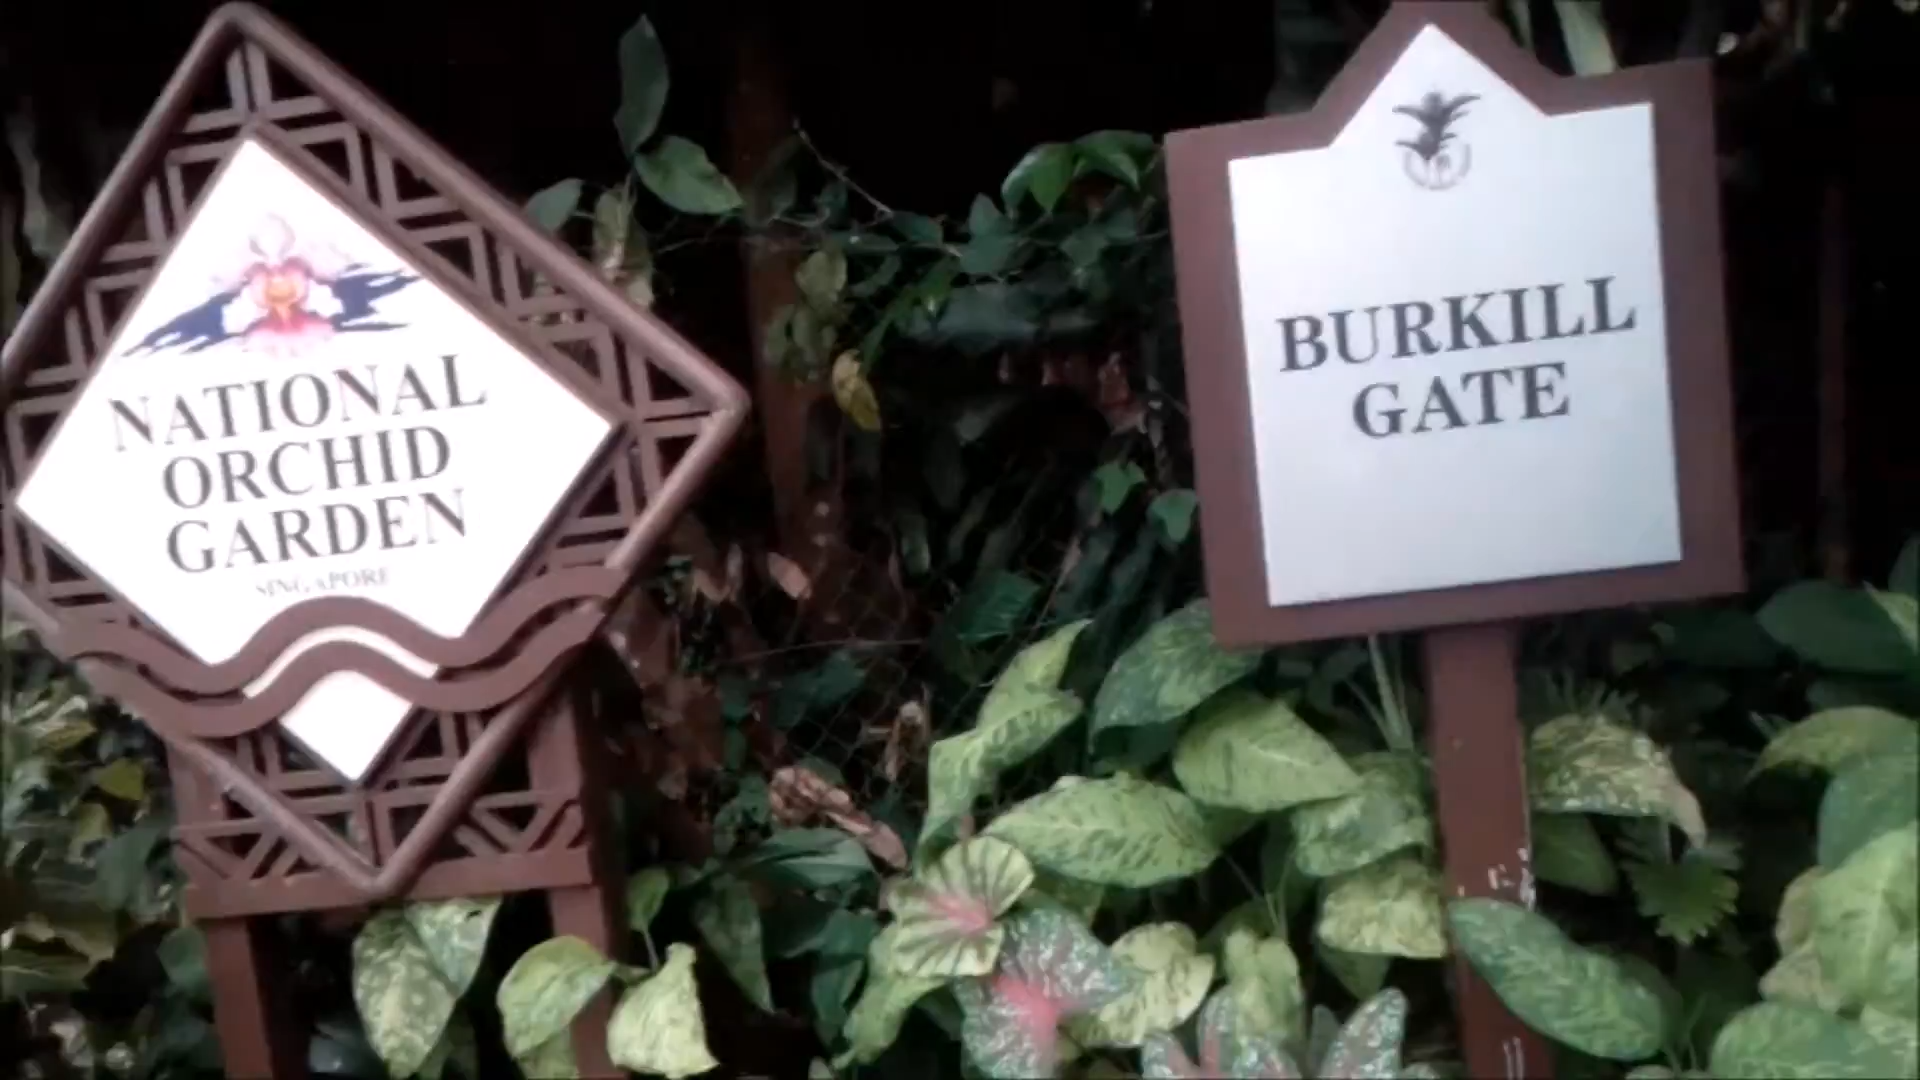 NATIONAL
ORCHID
GARDEN
SINGAPORE
BURKILL
GATE